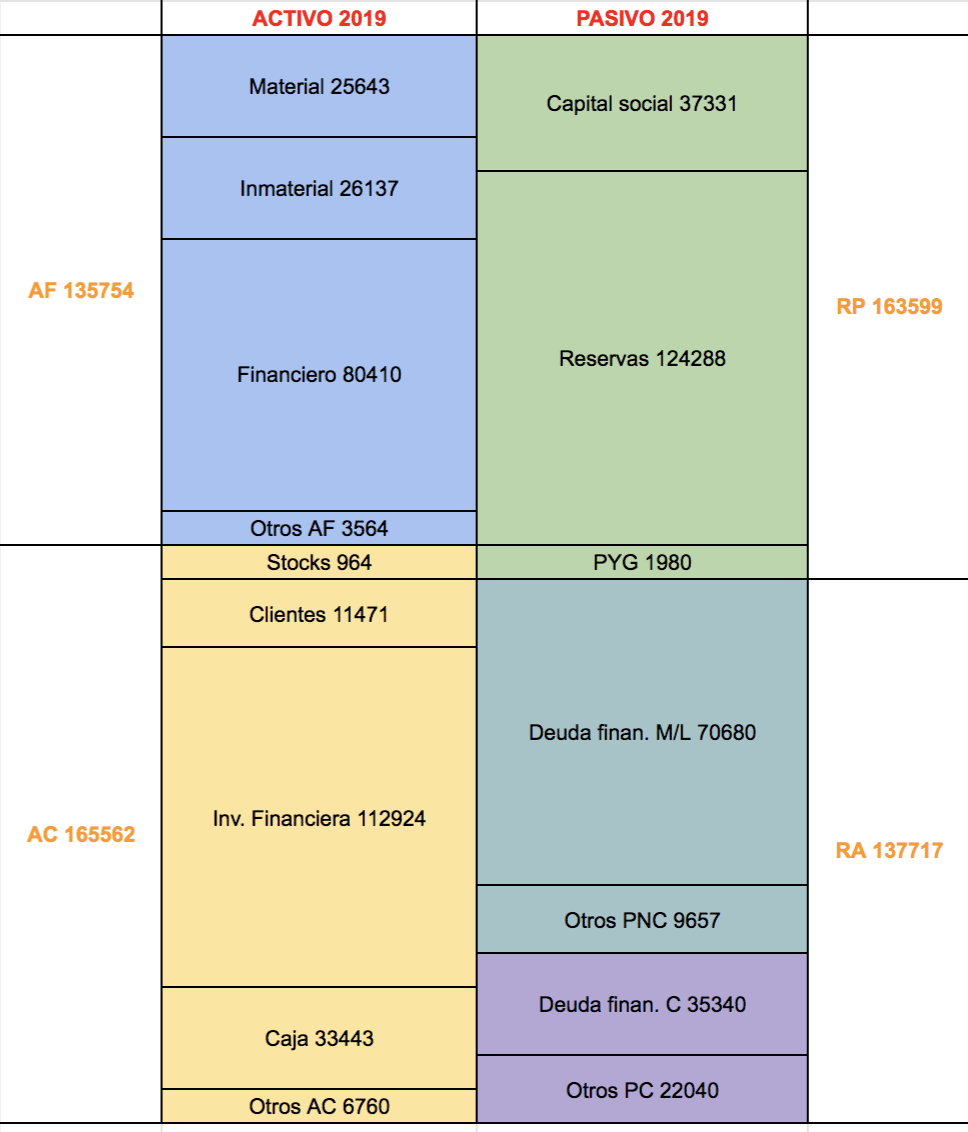 ACTIVO 2019
PASIVO 2019
Material 25643
Capital social 37331
Inmaterial 26137
AF 135754
RP 163599
Reservas 124288
Financiero 80410
Otros AF 3564
Stocks 964
PYG 1980
Clientes 11471
Deuda finan. M/L 70680
Inv. Financiera 112924
AC 165562
RA 137717
Otros PNC 9657
Deuda finan. C 35340
Caja 33443
Otros PC 22040
Otros AC 6760